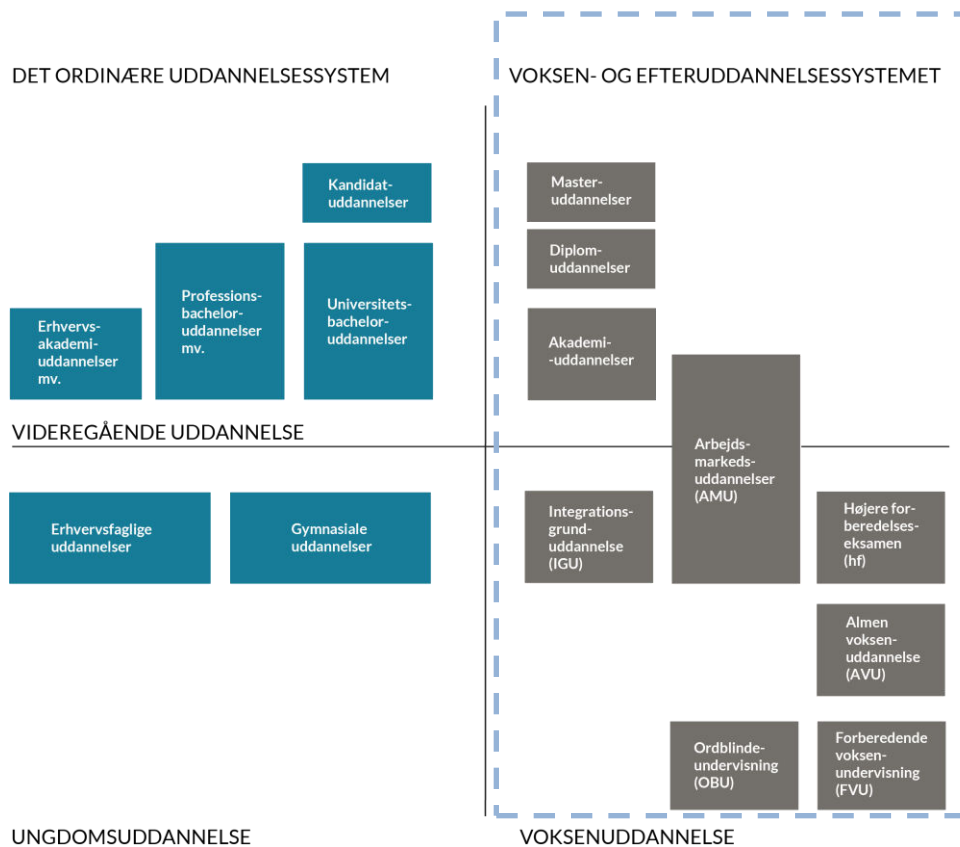 DET ORDINÆRE UDDANNELSESSYSTEM
VOKSEN- OG EFTERUDDANNELSESSYSTEMET
Kandidat-
uddannelser
Professions-
bachelor-
uddannelser
mv.
Universitets-
bachelor-
uddannelser
Erhvervs-
akademi-
uddannelser
mv.
Master-
uddannelser
Diplom-
uddannelser
Akademi-
-uddannelser
VIDEREGÅENDE UDDANNELSE
Arbejds-
markeds-
uddannelser
(AMU)
Erhvervsfaglige
uddannelser
Gymnasiale
uddannelser
Integrations-
grund-
uddannelse
(IGU)
Højere for-
beredelses-
eksamen
(hf)
Almen
voksen-
uddannelse
(AVU)
Ordblinde-
undervisning
(OBU)
Forberedende
voksen-
undervisning
(FVU)
UNGDOMSUDDANNELSE
VOKSENUDDANNELSE